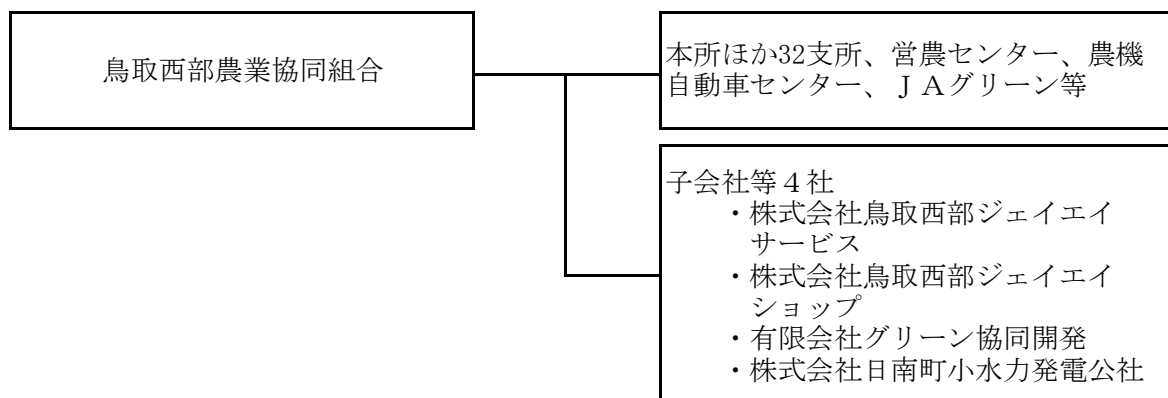 鳥取西部農業協同組合
本所ほか32支所、営農センター、農機
自動車センター、ＪＡグリーン等
子会社等４社
・株式会社鳥取西部ジェイエイ
サービス
・株式会社鳥取西部ジェイエイ
ショップ
・有限会社グリーン協同開発
・株式会社日南町小水力発電公社